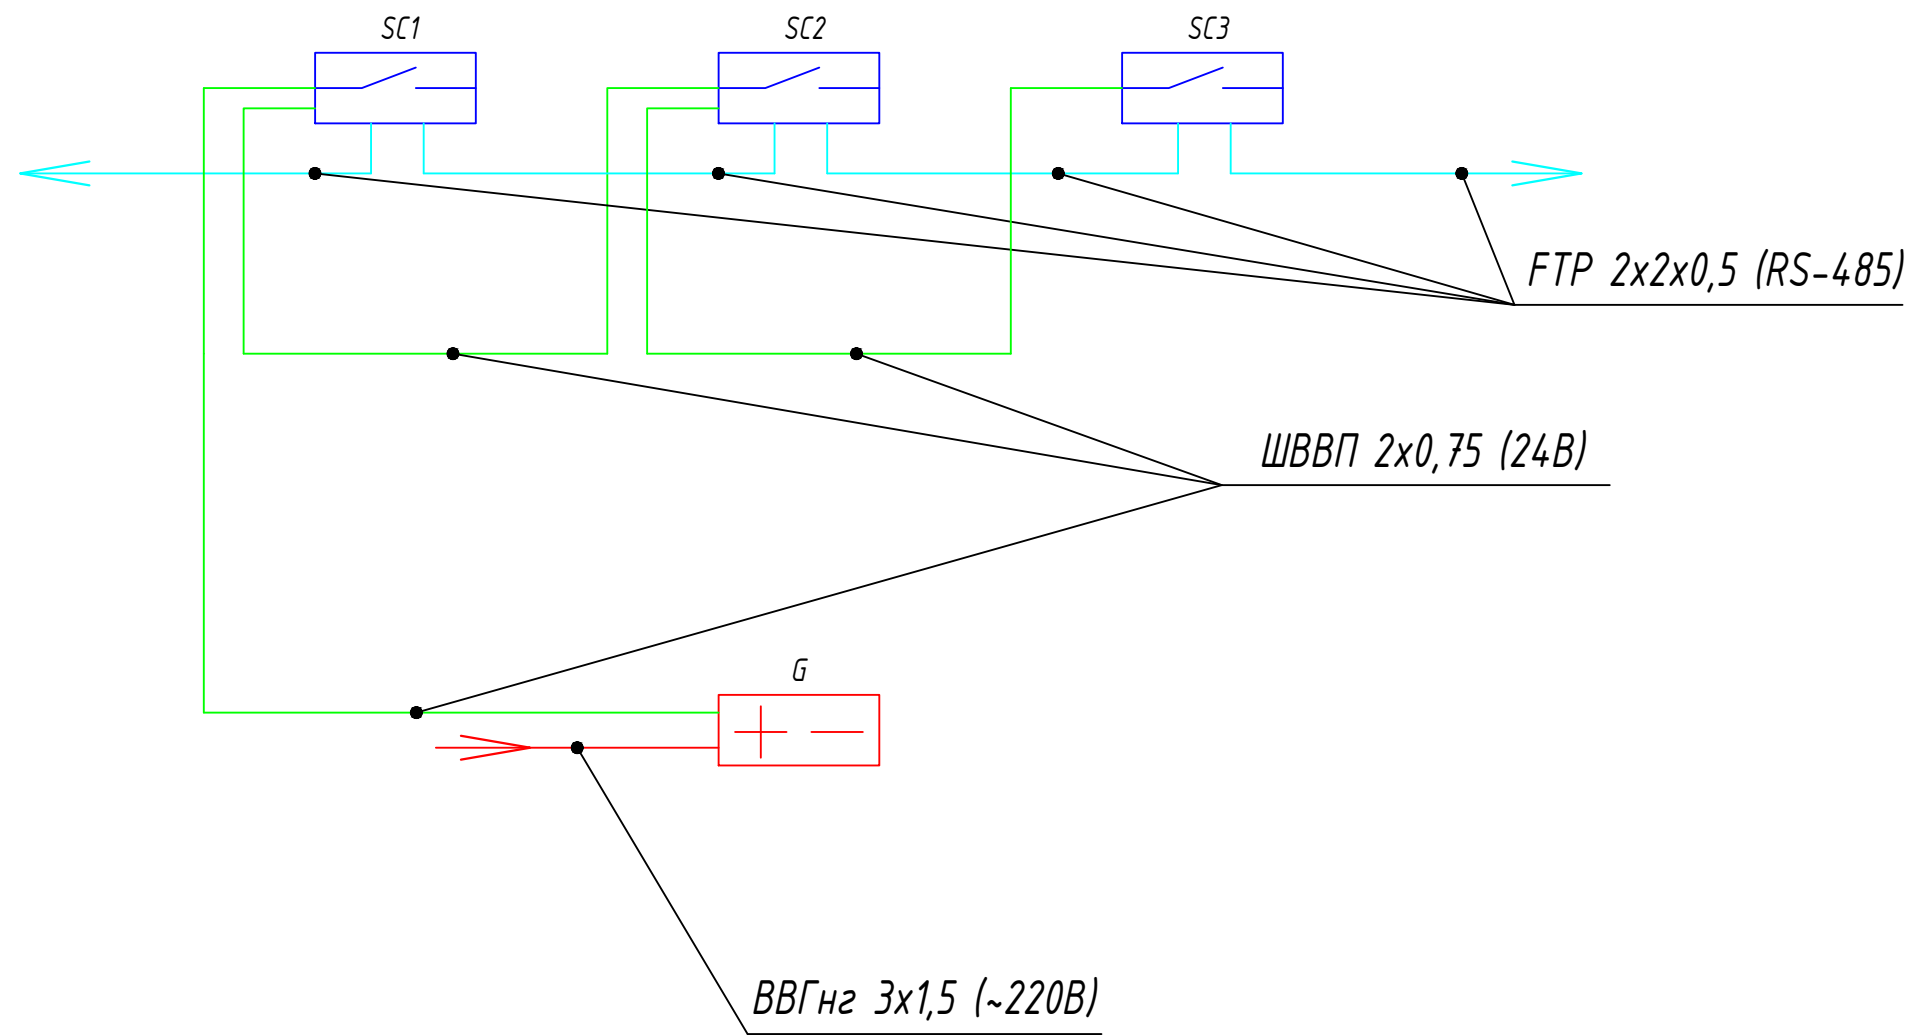 SC1 SC2 SC3
FTP 2x2x0,5 (RS-485)
ШВВП 2x0,75 (24В)
G
ВВГнг 3x1,5 (~220В)